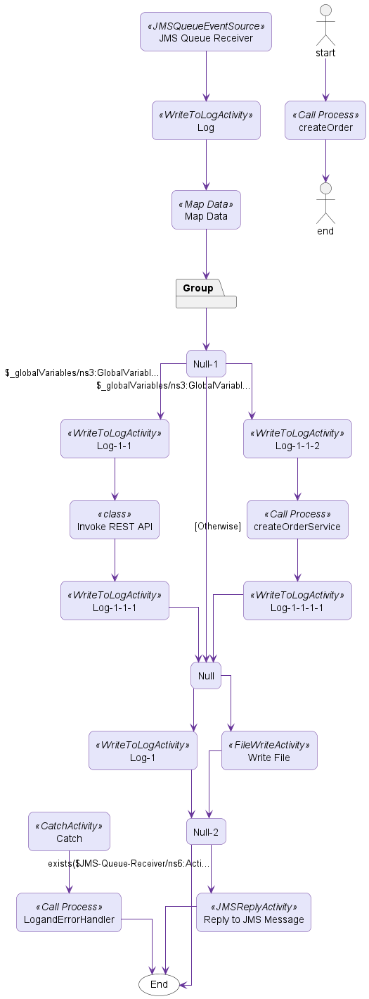 «JMSQueueEventSource»
JMS Queue Receiver
start
«WriteToLogActivity»
Log
«Call Process»
createOrder
«Map Data»
Map Data
end
Group
Null-1
$_globalVariables/ns3:GlobalVariabl...
$_globalVariables/ns3:GlobalVariabl...
«WriteToLogActivity»
Log-1-1
«WriteToLogActivity»
Log-1-1-2
«class»
Invoke REST API
[Otherwise]
«Call Process»
createOrderService
«WriteToLogActivity»
Log-1-1-1
«WriteToLogActivity»
Log-1-1-1-1
Null
«WriteToLogActivity»
Log-1
«FileWriteActivity»
Write File
«CatchActivity»
Catch
Null-2
exists($JMS-Queue-Receiver/ns6:Acti...
«Call Process»
LogandErrorHandler
«JMSReplyActivity»
Reply to JMS Message
End